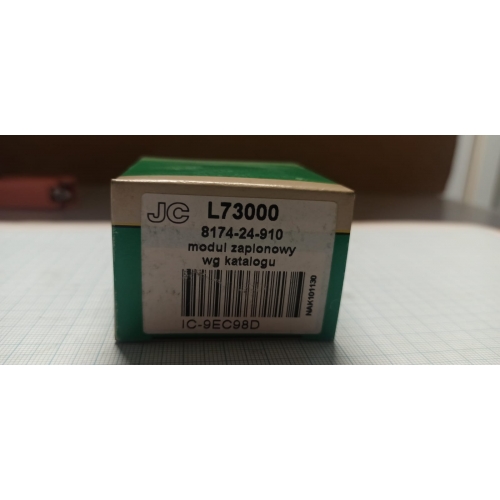 JC L73000
8174-24-910
moduł zapłonowy
wg katalogu
IC-9EC98D
NAK101130